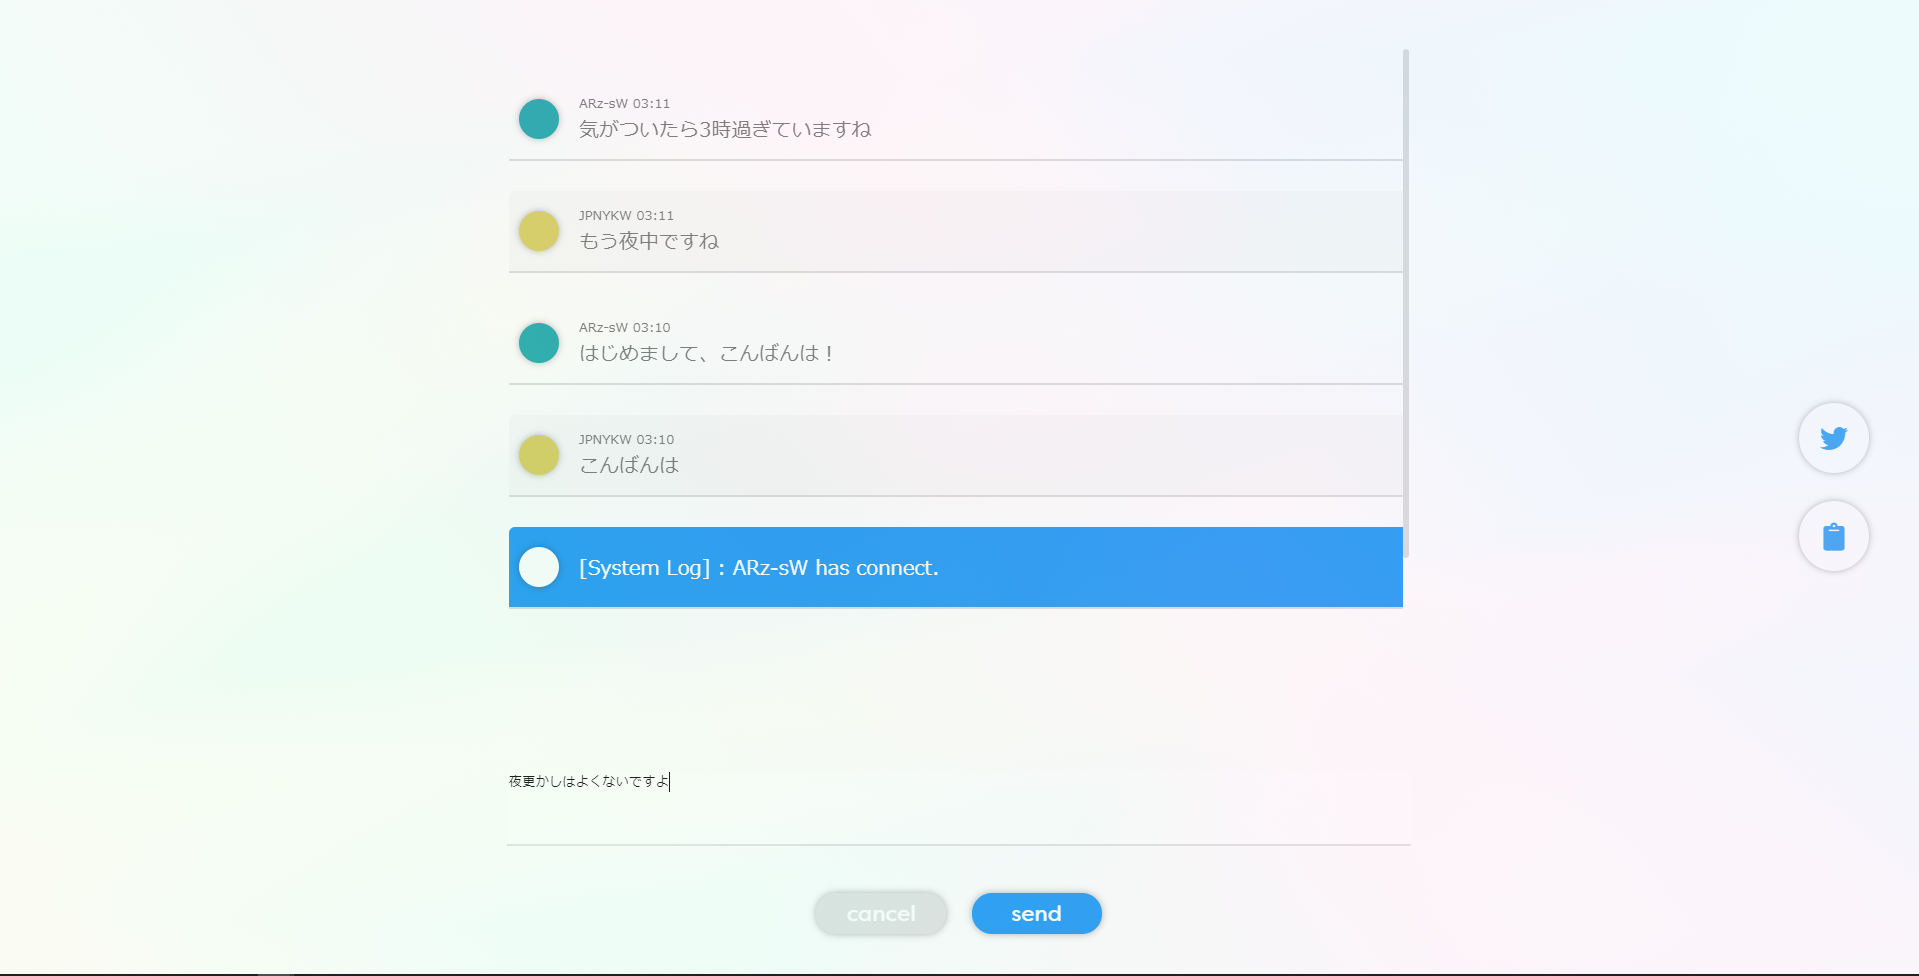 ARz-sW 03:11
気がついたら3時過ぎていますね
JPNYKW 03:11
もう夜中ですね
ARz-sW 03:10
はじめまして、こんばんは！
JPNYKW 03:10
こんばんは
[System Log] : ARz-sW has connect.
夜更かしはよくないですよ
cancel
send